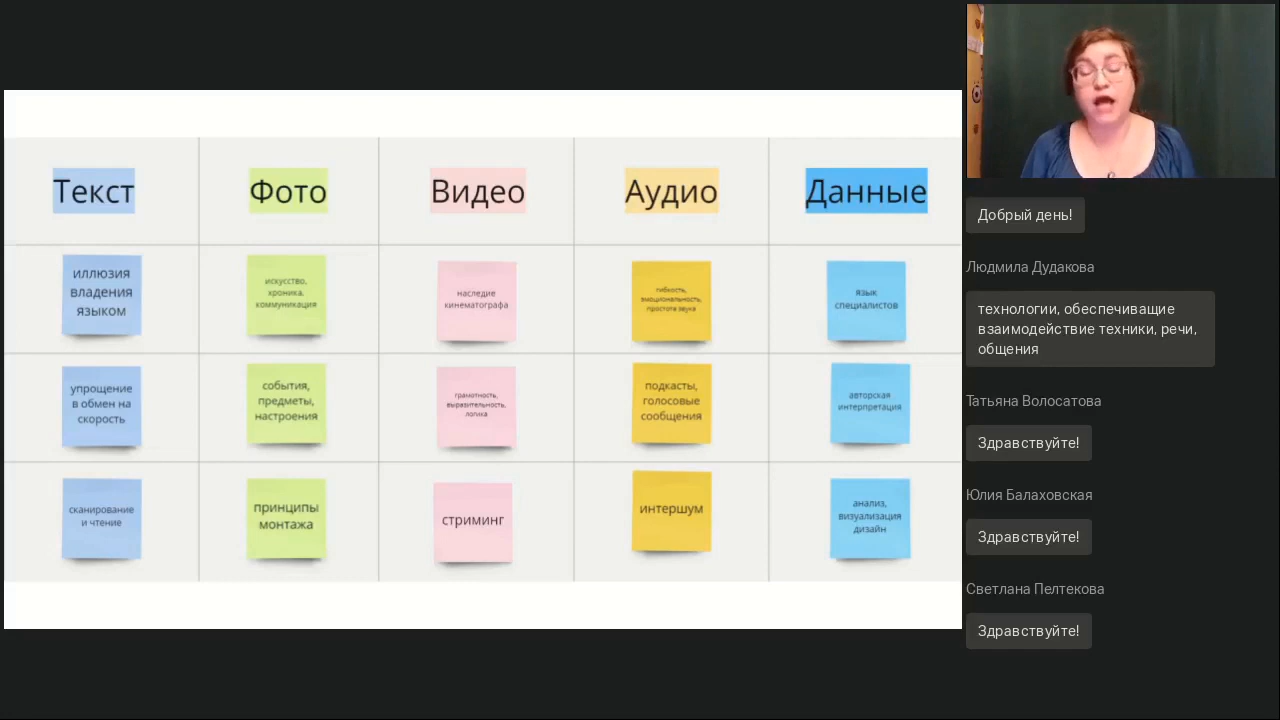 Текст
Фото
Видео
Аудио
Данные
иллюзия
владения
языком
искусство,
хроника,
коммуникация
наследие
кинематографа
гибкость,
эмоциональность,
простота звука
язык
специалистов
упрощение
в обмен на
скорость
события,
предметы,
настроения
грамотность,
выразительность,
логика
подкасты,
голосовые
сообщения
авторская
интерпретация
сканирование
и чтение
принципы
монтажа
стриминг
интершум
анализ,
визуализация
дизайн
Добрый день!
Людмила Дудакова
технологии, обеспечиващие
взаимодействие техники, речи,
общения
Татьяна Волосатова
Здравствуйте!
Юлия Балаховская
Здравствуйте!
Светлана Пелтекова
Здравствуйте!